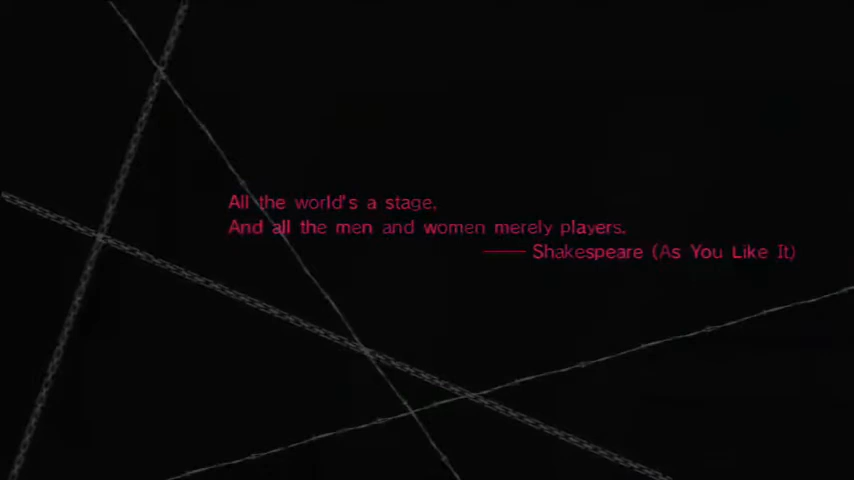 All the world's a stage,
And all the men and women merely players.
—— Shakespeare (As You Like It)